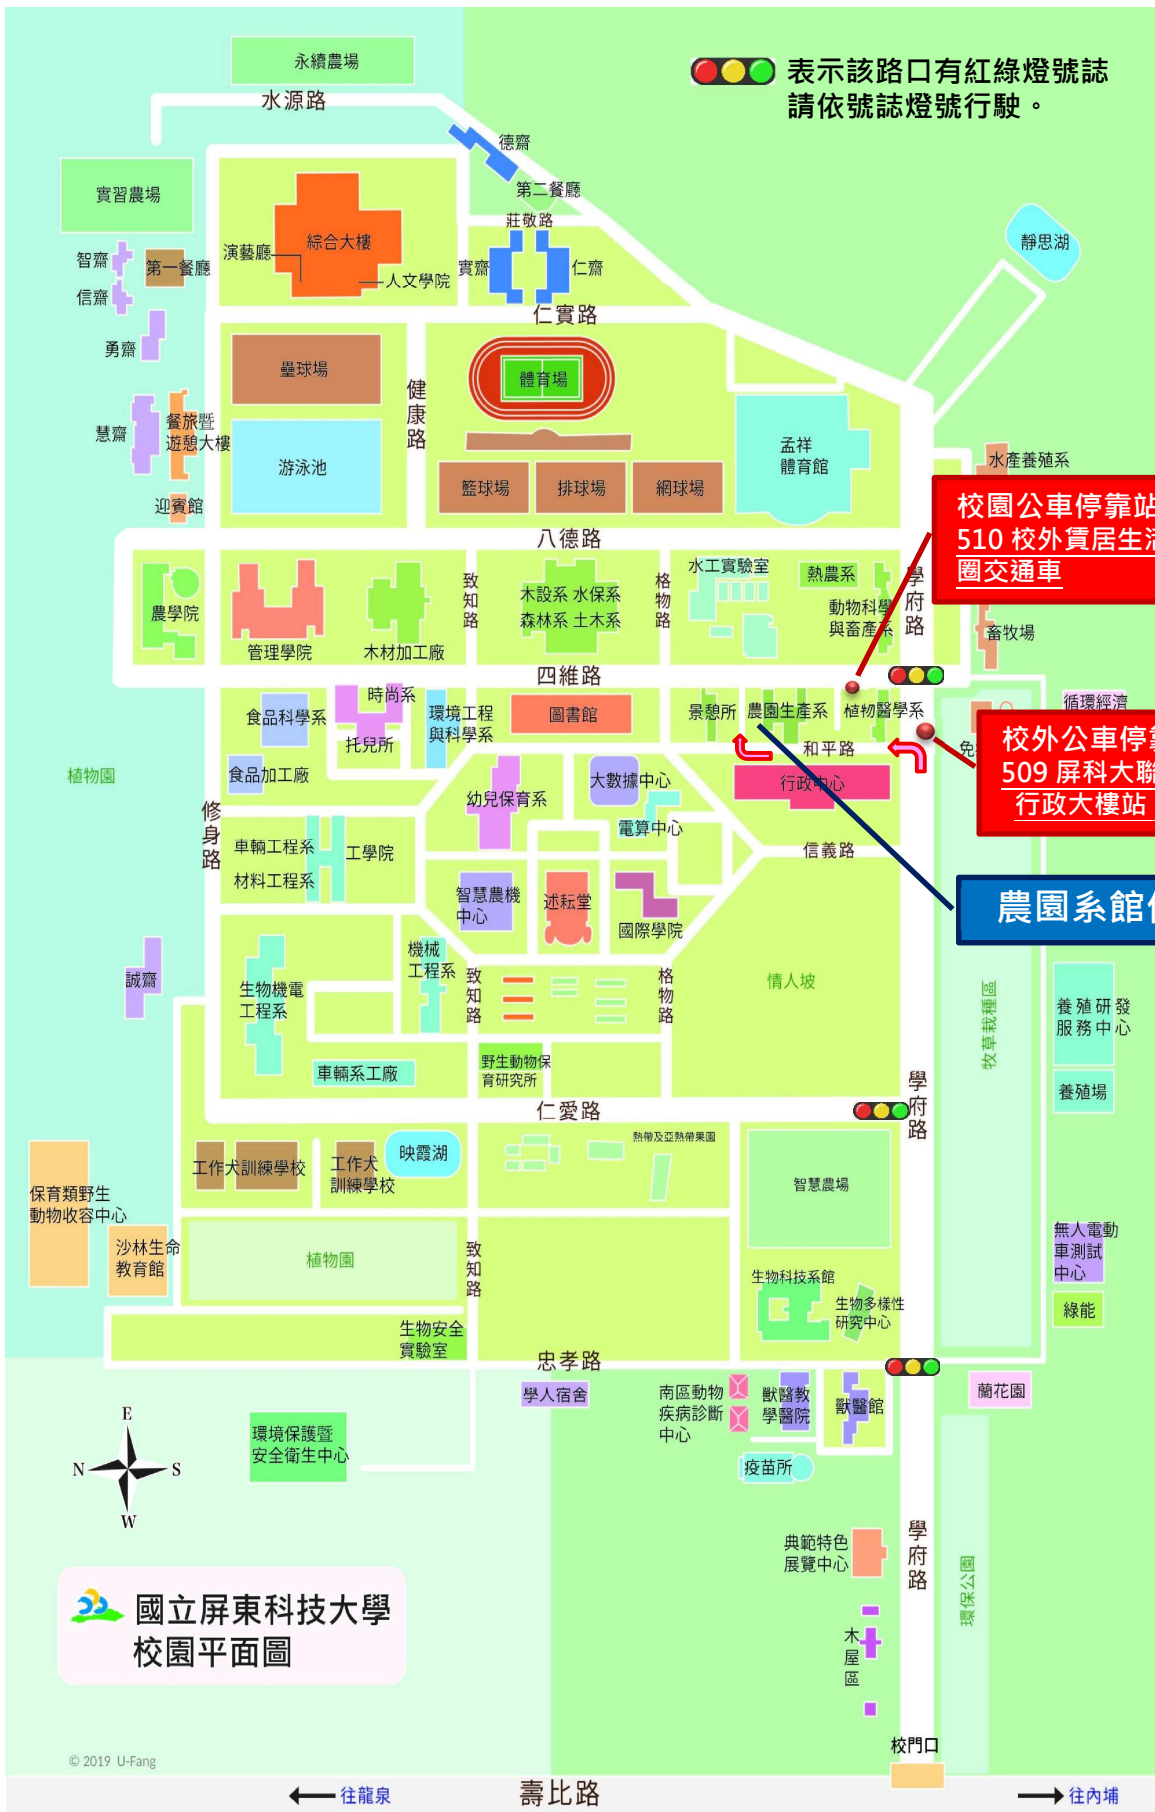 永續農場
水源路
表示該路口有紅綠燈號誌
請依號誌燈號行駛。
德齋
實習農場
第二餐廳
莊敬路
綜合大樓
演藝廳
人文學院
智齋
第一餐廳
信齋
實齋
仁齋
靜思湖
仁實路
勇齋
壘球場
健康路
體育場
慧齋
餐旅暨
遊憩大樓
游泳池
籃球場
排球場
網球場
孟祥
體育館
水產養殖系
迎賓館
校園公車停靠站
510 校外賃居生活
圈交通車
八德路
農學院
管理學院
木材加工廠
致知路
木設系 水保系
森林系 土木系
格物路
水工實驗室
熱農系
動物科學
與畜產系
學府路
畜牧場
四維路
食品科學系
時尚系
托兒所
環境工程
與科學系
圖書館
景憩所
農園生產系
植物醫學系
循環經濟
免
校外公車停靠
509 屏科大聯
行政大樓站
和平路
植物園
食品加工廠
幼兒保育系
大數據中心
電算中心
行政中心
修身路
車輛工程系
材料工程系
工學院
信義路
智慧農機
中心
述耘堂
國際學院
農園系館
誠齋
生物機電
工程系
機械
工程系
致知路
格物路
情人坡
牧草栽種區
養殖研發
服務中心
車輛系工廠
野生動物保
育研究所
養殖場
仁愛路
學府路
工作犬訓練學校
工作犬
訓練學校
映霞湖
熱帶及亞熱帶果園
智慧農場
保育類野生
動物收容中心
沙林生命
教育館
植物園
致知路
無人電動
車測試
中心
生物科技系館
生物多樣性
研究中心
綠能
生物安全
實驗室
忠孝路
學人宿舍
南區動物
疾病診斷
中心
獸醫教
學醫院
獸醫館
蘭花園
環境保護暨
安全衛生中心
疫苗所
E
N
S
W
典範特色
展覽中心
學府路
環保公園
木屋區
國立屏東科技大學
校園平面圖
校門口
© 2019 U-Fang
往龍泉
壽比路
往內埔